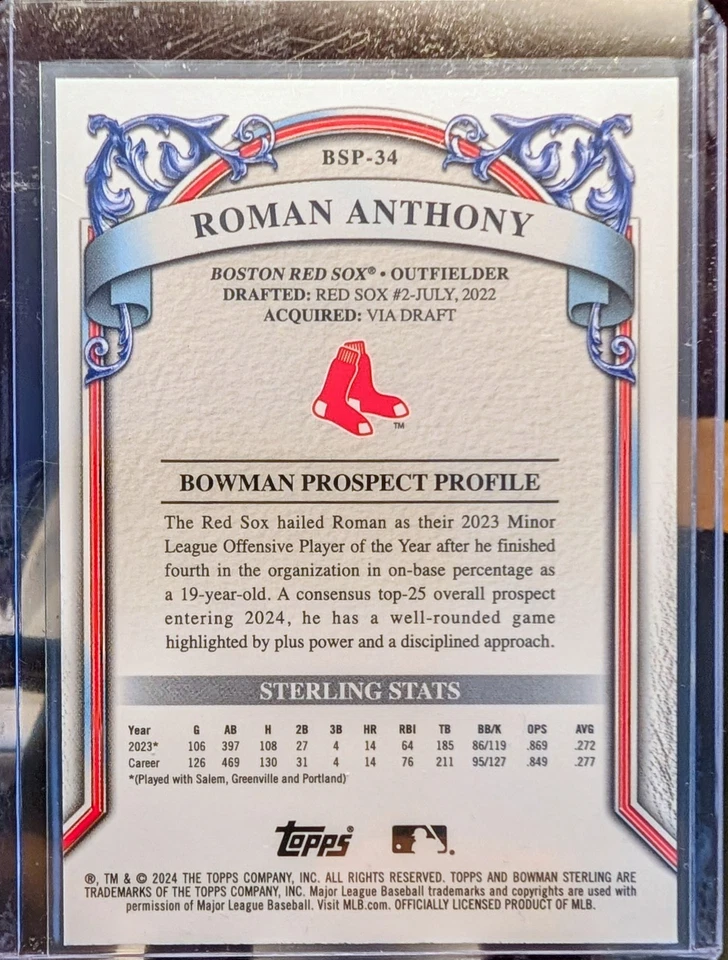 BSP-34
ROMAN ANTHONY
BOSTON RED SOX® • OUTFIELDER
DRAFTED: RED SOX #2-JULY, 2022
ACQUIRED: VIA DRAFT
TM
BOWMAN PROSPECT PROFILE
The Red Sox hailed Roman as their 2023 Minor
League Offensive Player of the Year after he finished
fourth in the organization in on-base percentage as
a 19-year-old. A consensus top-25 overall prospect
entering 2024, he has a well-rounded game
highlighted by plus power and a disciplined approach.
STERLING STATS
Year G AB H 2B 3B HR RBI TB BB/K OPS AVG
2023* 106 397 108 27 4 14 64 185 86/119 .869 .272
Career 126 469 130 31 4 14 76 211 95/127 .849 .277
*(Played with Salem, Greenville and Portland)
topps®
®, TM & © 2024 THE TOPPS COMPANY, INC. ALL RIGHTS RESERVED. TOPPS AND BOWMAN STERLING ARE
TRADEMARKS OF THE TOPPS COMPANY, INC. Major League Baseball trademarks and copyrights are used with
permission of Major League Baseball. Visit MLB.com. OFFICIALLY LICENSED PRODUCT OF MLB.